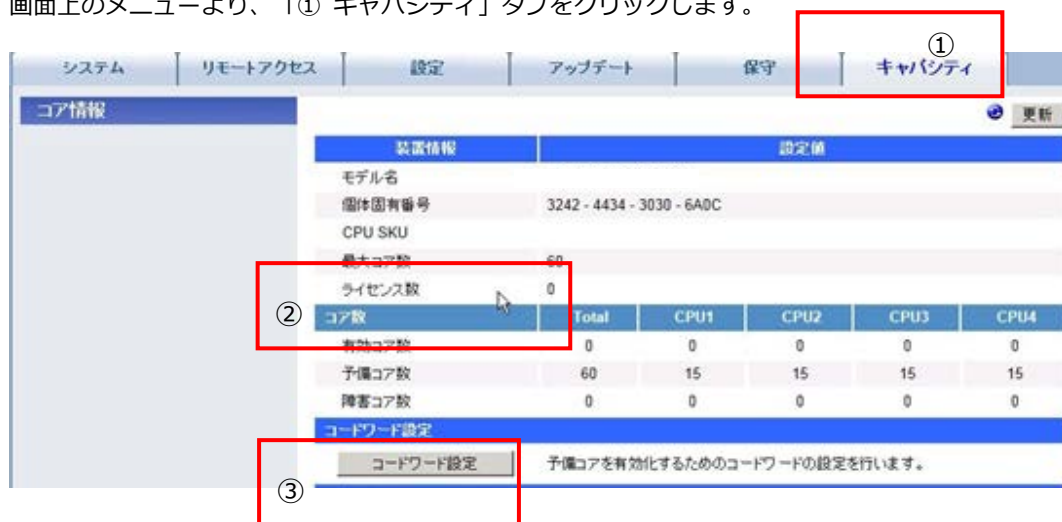 画面上のメニューより、「① キャパシティ」タブをクリックします。
①
システム リモートアクセス 設定 アップデート 保守 キャパシティ
コア情報
更新
装置情報 設定値
モデル名
個体固有番号 3242 - 4434 - 3030 - 6A0C
CPU SKU
最大コア数 60
ライセンス数 0
②
コア数 Total CPU1 CPU2 CPU3 CPU4
有効コア数 0 0 0 0 0
予備コア数 60 15 15 15 15
障害コア数 0 0 0 0 0
コードワード設定
コードワード設定 予備コアを有効化するためのコードワードの設定を行います。
③